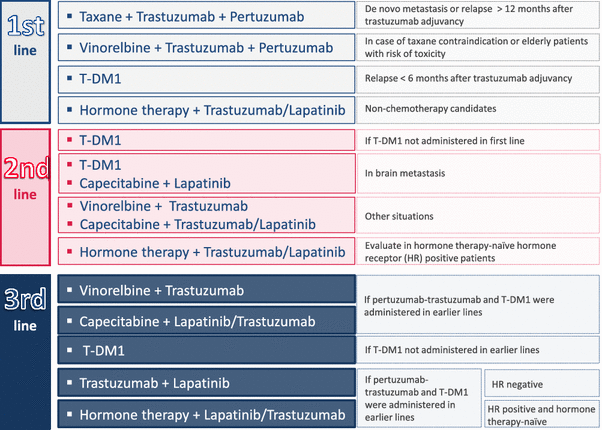 1st
line
Taxane + Trastuzumab + Pertuzumab
De novo metastasis or relapse > 12 months after
trastuzumab adjuvancy
Vinorelbine + Trastuzumab + Pertuzumab
In case of taxane contraindication or elderly patients
with risk of toxicity
T-DM1
Relapse < 6 months after trastuzumab adjuvancy
Hormone therapy + Trastuzumab/Lapatinib
Non-chemotherapy candidates
2nd
line
T-DM1
If T-DM1 not administered in first line
T-DM1
Capecitabine + Lapatinib
In brain metastasis
Vinorelbine + Trastuzumab
Capecitabine + Trastuzumab/Lapatinib
Other situations
Hormone therapy + Trastuzumab/Lapatinib
Evaluate in hormone therapy-naïve hormone
receptor (HR) positive patients
3rd
line
Vinorelbine + Trastuzumab
Capecitabine + Lapatinib/Trastuzumab
If pertuzumab-trastuzumab and T-DM1 were
administered in earlier lines
T-DM1
If T-DM1 not administered in earlier lines
Trastuzumab + Lapatinib
Hormone therapy + Lapatinib/Trastuzumab
If pertuzumab-
trastuzumab and T-DM1
were administered in
earlier lines
HR negative
HR positive and hormone
therapy-naïve